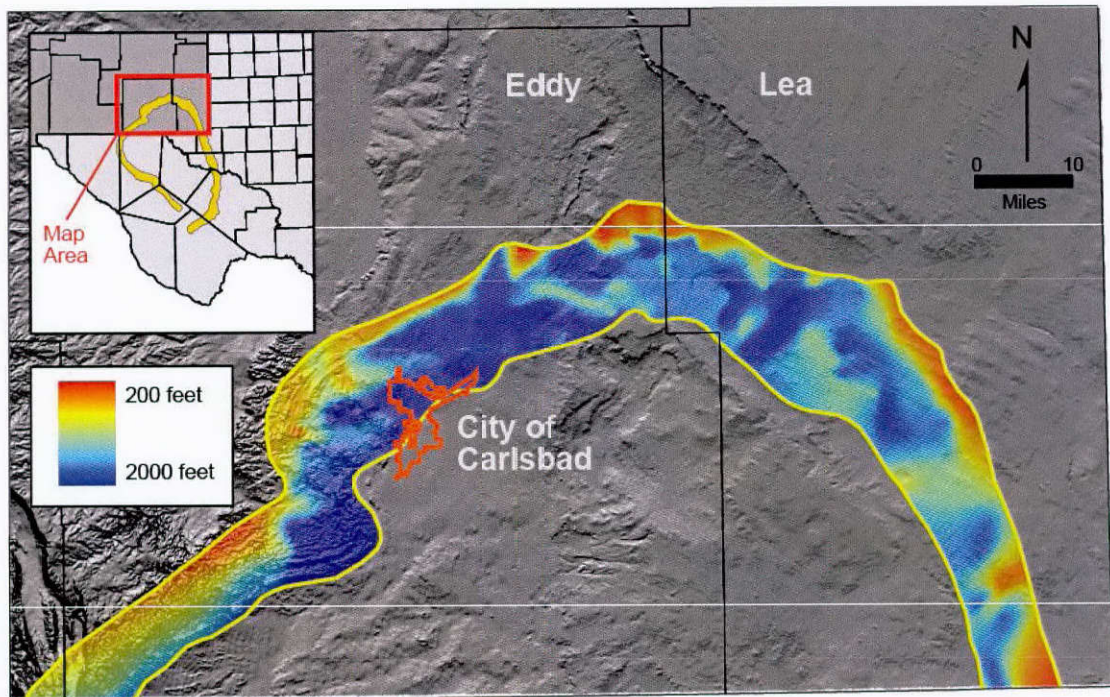 Eddy
Lea
N
0
10
Miles
Map
Area
200 feet
2000 feet
City of
Carlsbad